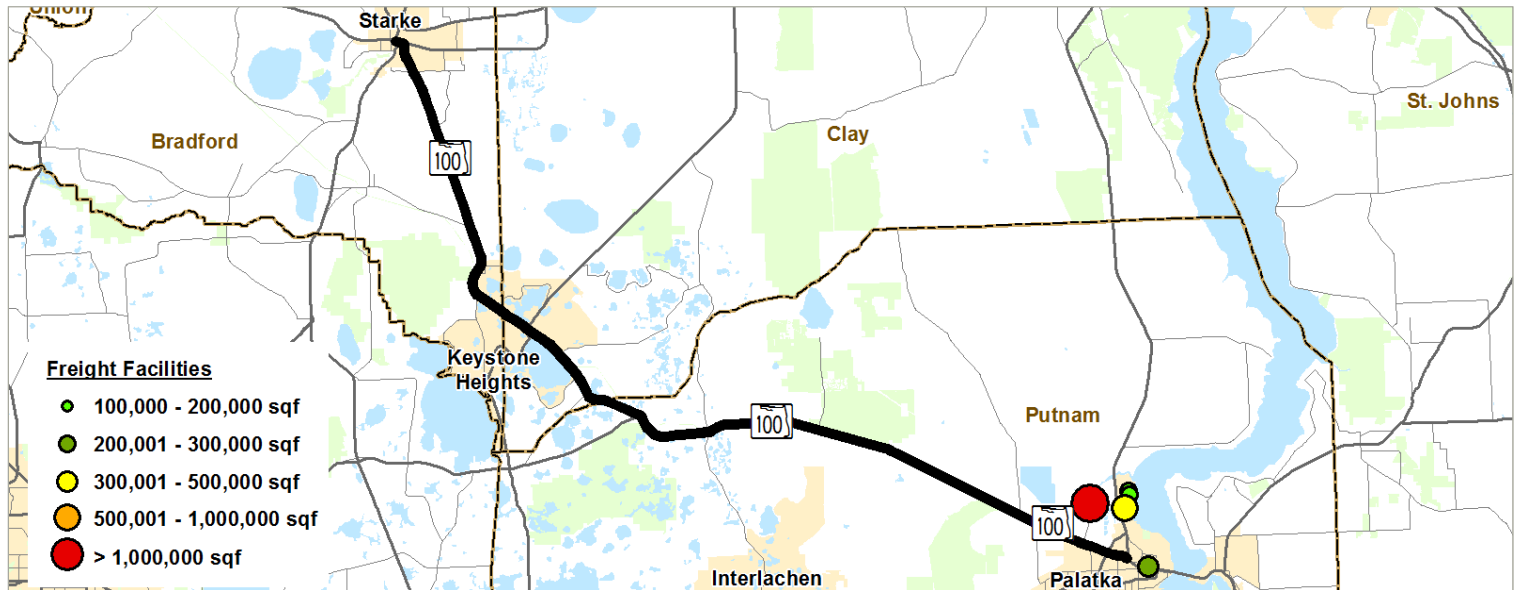 Union
Starke
St. Johns
Bradford
Clay
100
Keystone
Heights
Freight Facilities
100,000 - 200,000 sqf
200,001 - 300,000 sqf
300,001 - 500,000 sqf
500,001 - 1,000,000 sqf
> 1,000,000 sqf
100
Putnam
100
Interlachen
Palatka